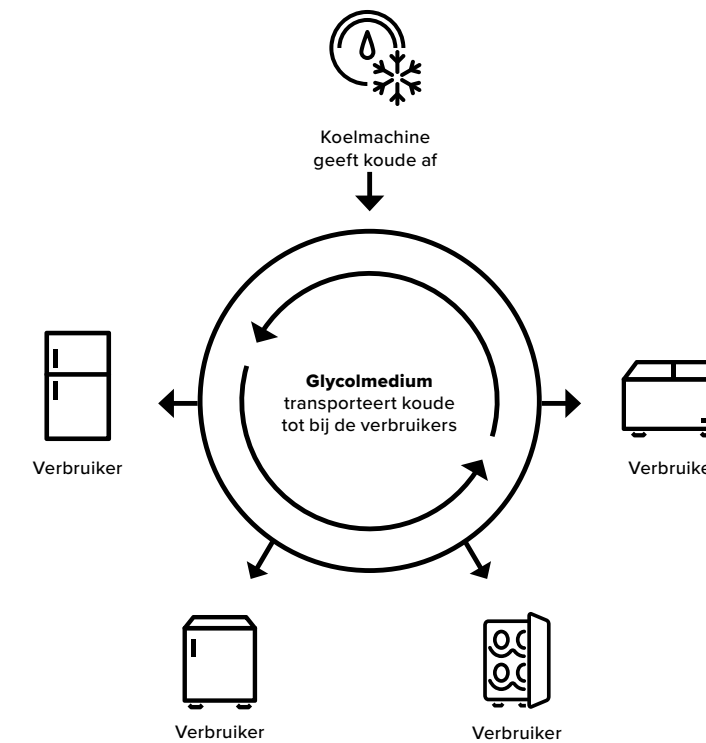 Koelmachine
geeft koude af
Glycolmedium
transporteert koude
tot bij de verbruikers
Verbruiker
Verbruike
Verbruiker
Verbruiker